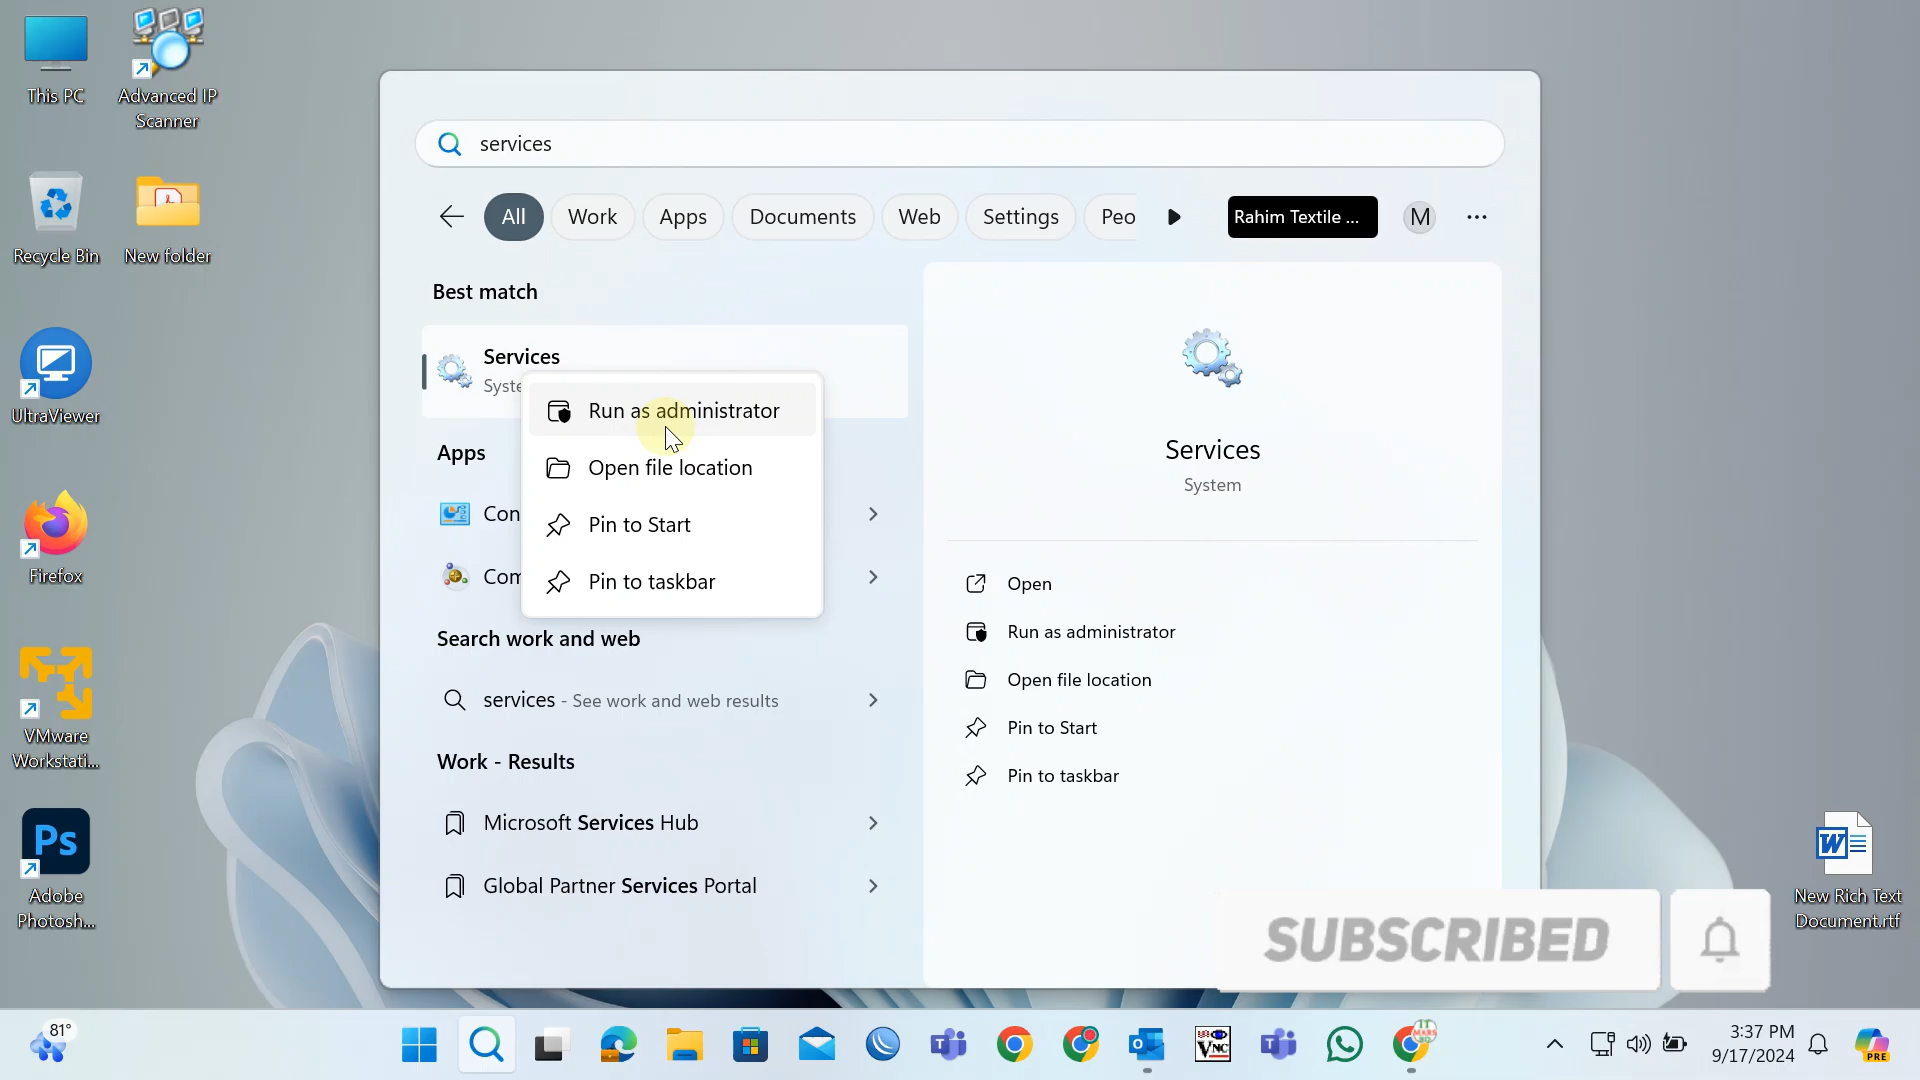 This PC
Advanced IP
Scanner
Recycle Bin
New folder
UltraViewer
Firefox
VMware
Workstati...
Ps
Adobe
Photosh...
services
All
Work
Apps
Documents
Web
Settings
Peo
Rahim Textile ...
M
Best match
Services
Syste
Run as administrator
Open file location
Pin to Start
Pin to taskbar
Apps
Con
Com
Search work and web
services - See work and web results
Work - Results
Microsoft Services Hub
Global Partner Services Portal
Services
System
Open
Run as administrator
Open file location
Pin to Start
Pin to taskbar
SUBSCRIBED
W
New Rich Text
Document.rtf
81°
VNC
3:37 PM
9/17/2024
PRE